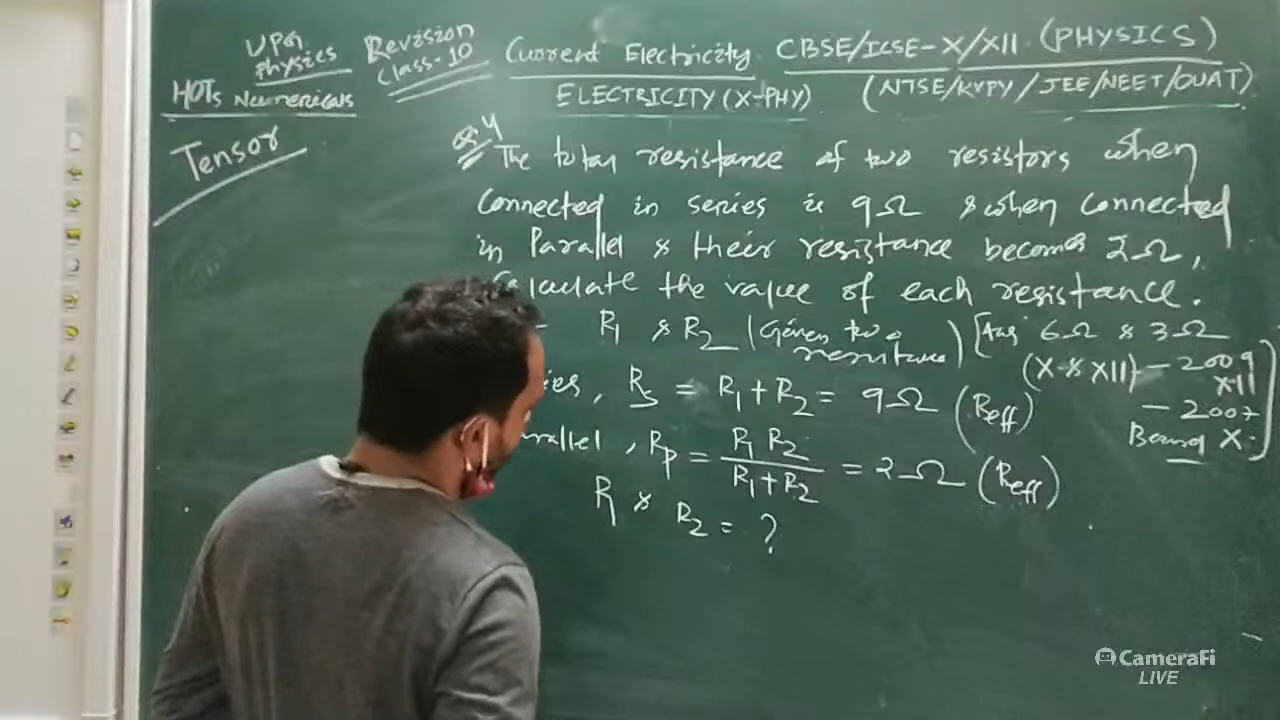 UPGI Physics
HOTs Numericals
Revision Class-10
Current Electricity
ELECTRICITY (X-PHY)
CBSE/ICSE-X/XII (PHYSICS)
(NTSE/KVPY/JEE/NEET/OUAT)
Tensor
The total resistance of two resistors when
connected in series is 9Ω & when connected
in Parallel & their resistance becomes 2Ω,
Calculate the value of each resistance.
R1 & R2 (Given two resistance) [Ans 6Ω & 3Ω
(X & XII) - 2009
XII
- 2007
Board X.]
, RS = R1 + R2 = 9Ω (Reff)
, RP = R1 R2 / R1 + R2 = 2Ω (Reff)
R1 & R2 = ?
CameraFi
LIVE